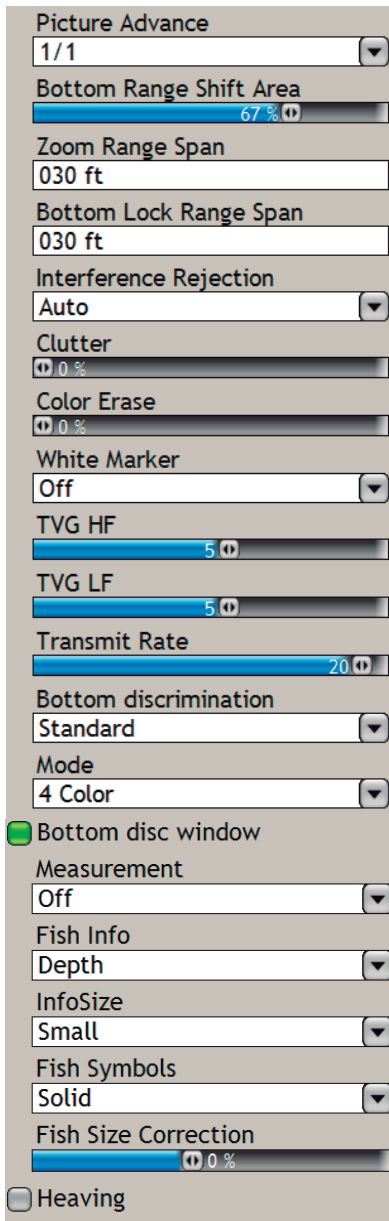 Picture Advance
1/1
Bottom Range Shift Area
67 %
Zoom Range Span
030 ft
Bottom Lock Range Span
030 ft
Interference Rejection
Auto
Clutter
0 %
Color Erase
0 %
White Marker
Off
TVG HF
5
TVG LF
5
Transmit Rate
20
Bottom discrimination
Standard
Mode
4 Color
Bottom disc window
Measurement
Off
Fish Info
Depth
InfoSize
Small
Fish Symbols
Solid
Fish Size Correction
0 %
Heaving